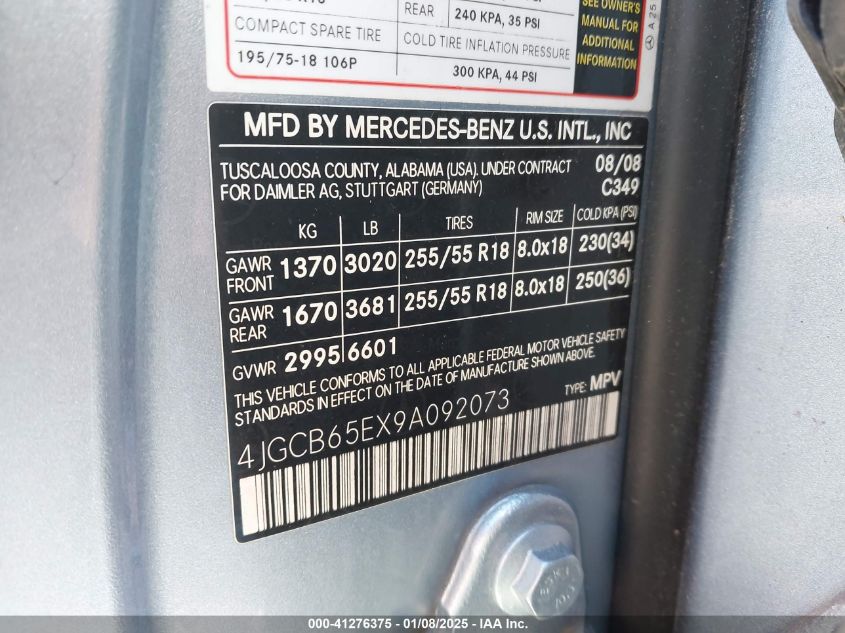 REAR
240 KPA, 35 PSI
COMPACT SPARE TIRE
COLD TIRE INFLATION PRESSURE
195/75-18 106P
300 KPA, 44 PSI
SEE OWNER'S
MANUAL FOR
ADDITIONAL
INFORMATION
A 25
MFD BY MERCEDES-BENZ U.S. INTL., INC
TUSCALOOSA COUNTY, ALABAMA (USA). UNDER CONTRACT 08/08
FOR DAIMLER AG, STUTTGART (GERMANY) C349
KG LB TIRES RIM SIZE COLD KPA (PSI)
GAWR FRONT 1370 3020 255/55 R18 8.0x18 230(34)
GAWR REAR 1670 3681 255/55 R18 8.0x18 250(36)
GVWR 2995 6601
THIS VEHICLE CONFORMS TO ALL APPLICABLE FEDERAL MOTOR VEHICLE SAFETY
STANDARDS IN EFFECT ON THE DATE OF MANUFACTURE SHOWN ABOVE.
TYPE: MPV
4JGCB65EX9A092073
000-41276375 — 01/08/2025 — IAA Inc.